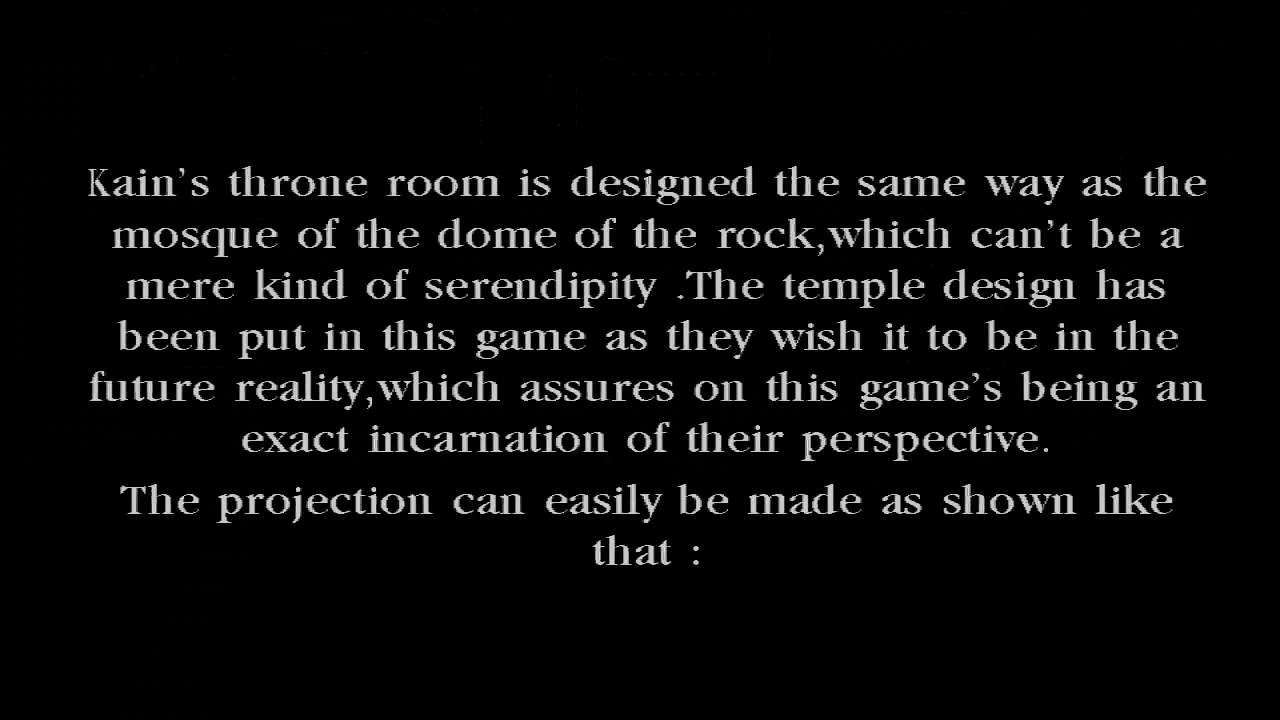 Kain's throne room is designed the same way as the
mosque of the dome of the rock,which can't be a
mere kind of serendipity .The temple design has
been put in this game as they wish it to be in the
future reality,which assures on this game's being an
exact incarnation of their perspective.
The projection can easily be made as shown like
that :